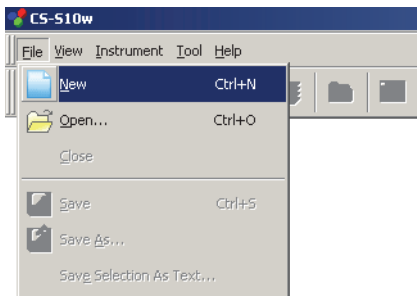 CS-S10w
File View Instrument Tool Help
New Ctrl+N
Open... Ctrl+O
Close
Save Ctrl+S
Save As...
Save Selection As Text...